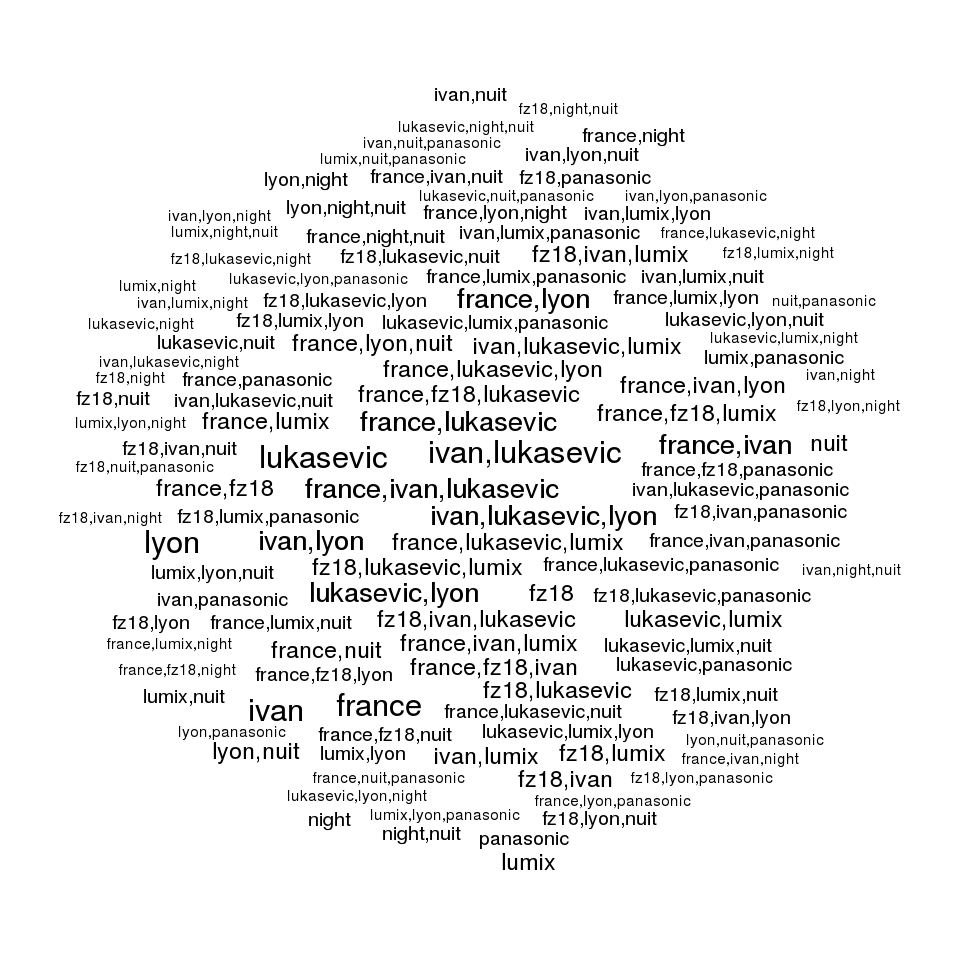 ivan,nuit
fz18,night,nuit
lukasevic,night,nuit
france,night
ivan,nuit,panasonic
lumix,nuit,panasonic ivan,lyon,nuit
lyon,night france,ivan,nuit fz18,panasonic
lukasevic,nuit,panasonic ivan,lyon,panasonic
ivan,lyon,night lyon,night,nuit france,lyon,night ivan,lumix,lyon
lumix,night,nuit france,night,nuit ivan,lumix,panasonic france,lukasevic,night
fz18,lukasevic,night fz18,lukasevic,nuit fz18,ivan,lumix fz18,lumix,night
lumix,night lukasevic,lyon,panasonic france,lumix,panasonic ivan,lumix,nuit
ivan,lumix,night fz18,lukasevic,lyon france,lyon france,lumix,lyon nuit,panasonic
lukasevic,night fz18,lumix,lyon lukasevic,lumix,panasonic lukasevic,lyon,nuit
lukasevic,nuit france,lyon,nuit ivan,lukasevic,lumix lukasevic,lumix,night
ivan,lukasevic,night france,lukasevic,lyon lumix,panasonic
fz18,night france,panasonic france,ivan,lyon ivan,night
fz18,nuit ivan,lukasevic,nuit france,fz18,lukasevic
lumix,lyon,night france,lumix france,lukasevic france,fz18,lumix fz18,lyon,night
fz18,ivan,nuit lukasevic ivan,lukasevic france,ivan nuit
fz18,nuit,panasonic france,fz18,panasonic
france,fz18 france,ivan,lukasevic ivan,lukasevic,panasonic
fz18,ivan,night fz18,lumix,panasonic ivan,lukasevic,lyon fz18,ivan,panasonic
lyon ivan,lyon france,lukasevic,lumix france,ivan,panasonic
lumix,lyon,nuit fz18,lukasevic,lumix france,lukasevic,panasonic ivan,night,nuit
ivan,panasonic lukasevic,lyon fz18 fz18,lukasevic,panasonic
fz18,lyon france,lumix,nuit fz18,ivan,lukasevic lukasevic,lumix
france,lumix,night france,nuit france,ivan,lumix lukasevic,lumix,nuit
france,fz18,night france,fz18,lyon france,fz18,ivan lukasevic,panasonic
lumix,nuit fz18,lukasevic fz18,lumix,nuit
ivan france france,lukasevic,nuit fz18,ivan,lyon
lyon,panasonic france,fz18,nuit lukasevic,lumix,lyon lyon,nuit,panasonic
lyon,nuit lumix,lyon ivan,lumix fz18,lumix france,ivan,night
france,nuit,panasonic fz18,ivan fz18,lyon,panasonic
lukasevic,lyon,night france,lyon,panasonic
night lumix,lyon,panasonic fz18,lyon,nuit
night,nuit panasonic
lumix